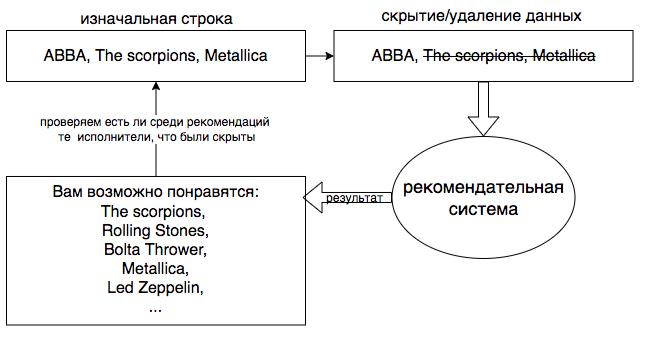 изначальная строка
скрытие/удаление данных
ABBA, The scorpions, Metallica
ABBA, The scorpions, Metallica
проверяем есть ли среди рекомендаций
те исполнители, что были скрыты
Вам возможно понравятся:
The scorpions,
Rolling Stones,
Bolta Thrower,
Metallica,
Led Zeppelin,
...
результат
рекомендательная
система